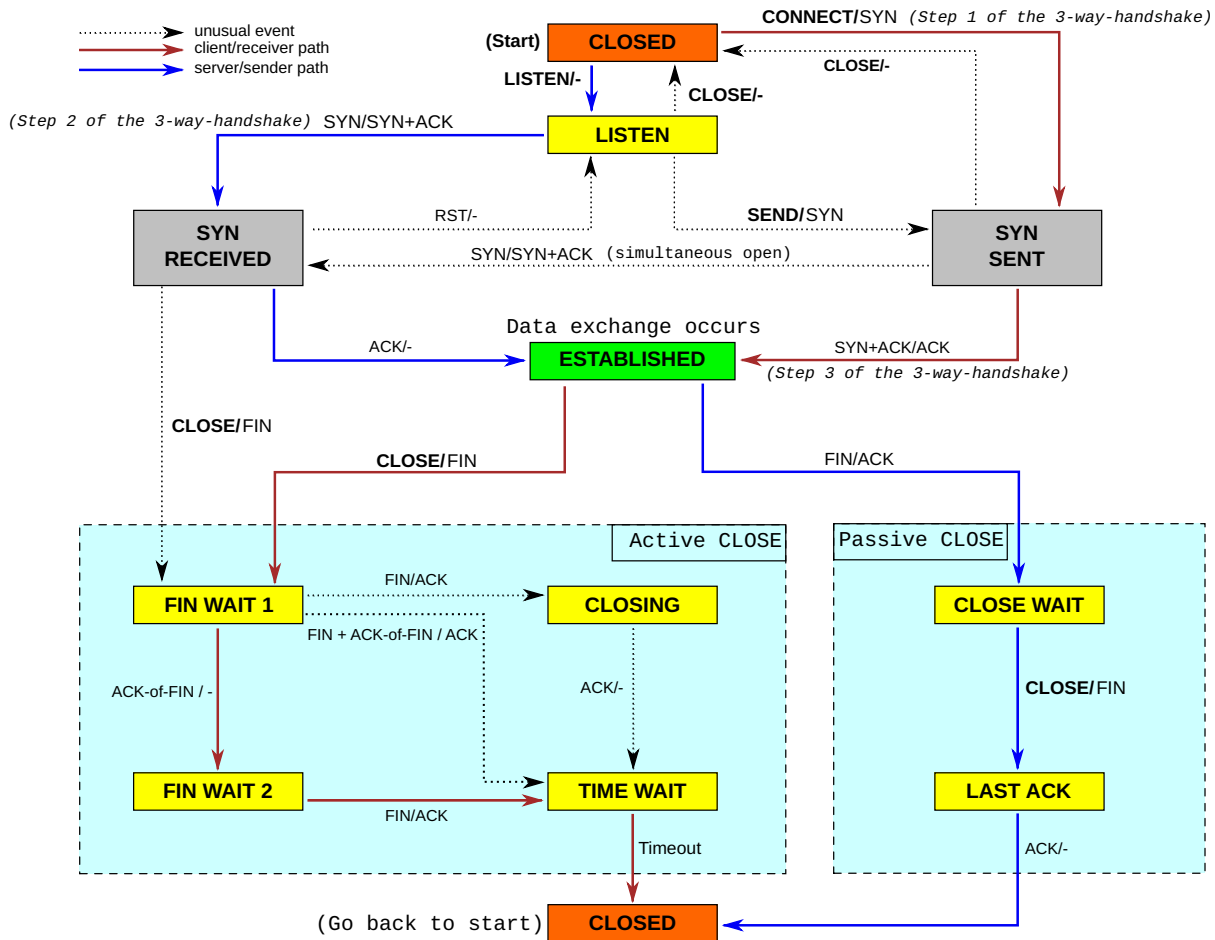 unusual event
client/receiver path
server/sender path
(Start)
CLOSED
CONNECT/SYN (Step 1 of the 3-way-handshake)
CLOSE/-
LISTEN/-
CLOSE/-
(Step 2 of the 3-way-handshake) SYN/SYN+ACK
LISTEN
RST/-
SEND/SYN
SYN
RECEIVED
SYN
SENT
SYN/SYN+ACK (simultaneous open)
Data exchange occurs
ESTABLISHED
ACK/-
SYN+ACK/ACK
(Step 3 of the 3-way-handshake)
CLOSE/FIN
CLOSE/FIN
FIN/ACK
Active CLOSE
Passive CLOSE
FIN WAIT 1
FIN/ACK
CLOSING
CLOSE WAIT
FIN + ACK-of-FIN / ACK
ACK-of-FIN / -
ACK/-
CLOSE/FIN
FIN WAIT 2
FIN/ACK
TIME WAIT
LAST ACK
Timeout
ACK/-
(Go back to start)
CLOSED